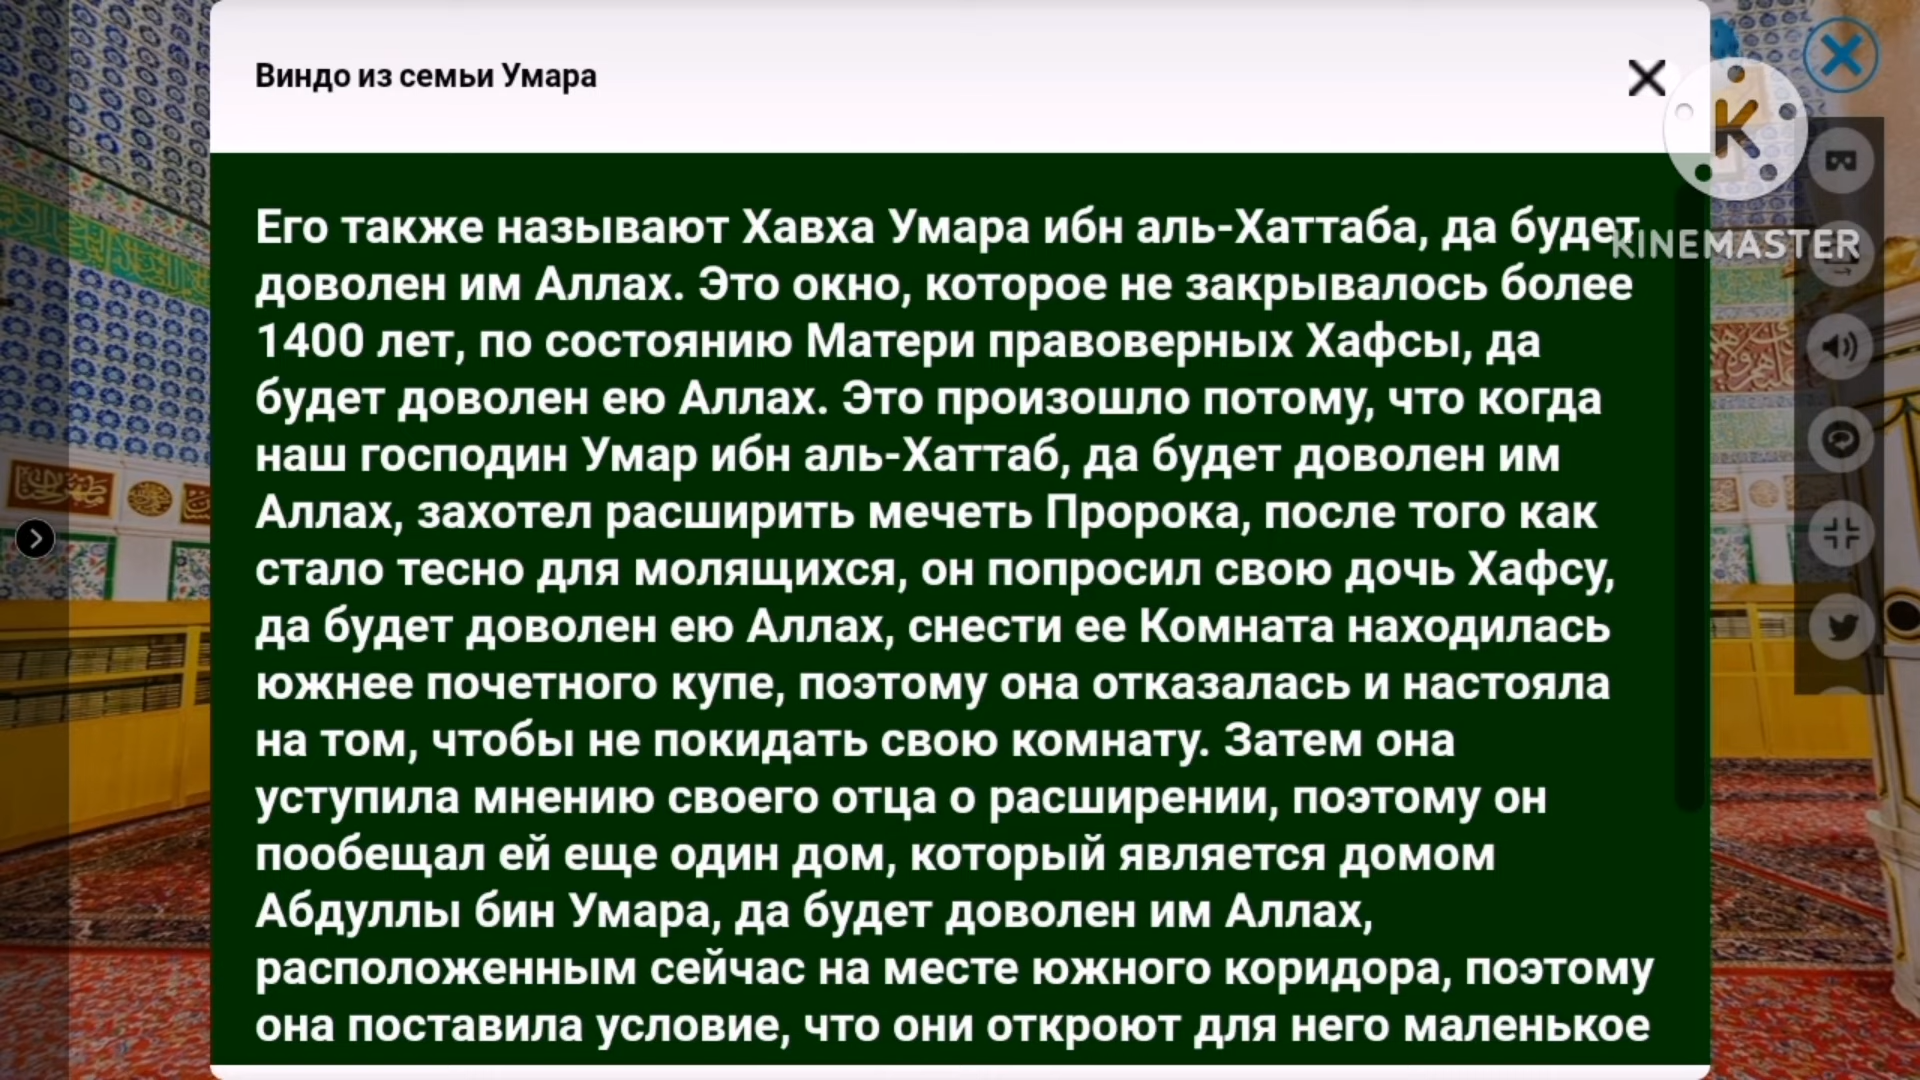 Виндо из семьи Умара
Его также называют Хавха Умара ибн аль-Хаттаба, да будет
доволен им Аллах. Это окно, которое не закрывалось более
1400 лет, по состоянию Матери правоверных Хафсы, да
будет доволен ею Аллах. Это произошло потому, что когда
наш господин Умар ибн аль-Хаттаб, да будет доволен им
Аллах, захотел расширить мечеть Пророка, после того как
стало тесно для молящихся, он попросил свою дочь Хафсу,
да будет доволен ею Аллах, снести ее Комната находилась
южнее почетного купе, поэтому она отказалась и настояла
на том, чтобы не покидать свою комнату. Затем она
уступила мнению своего отца о расширении, поэтому он
пообещал ей еще один дом, который является домом
Абдуллы бин Умара, да будет доволен им Аллах,
расположенным сейчас на месте южного коридора, поэтому
она поставила условие, что они откроют для него маленькое
K
KINEMASTER